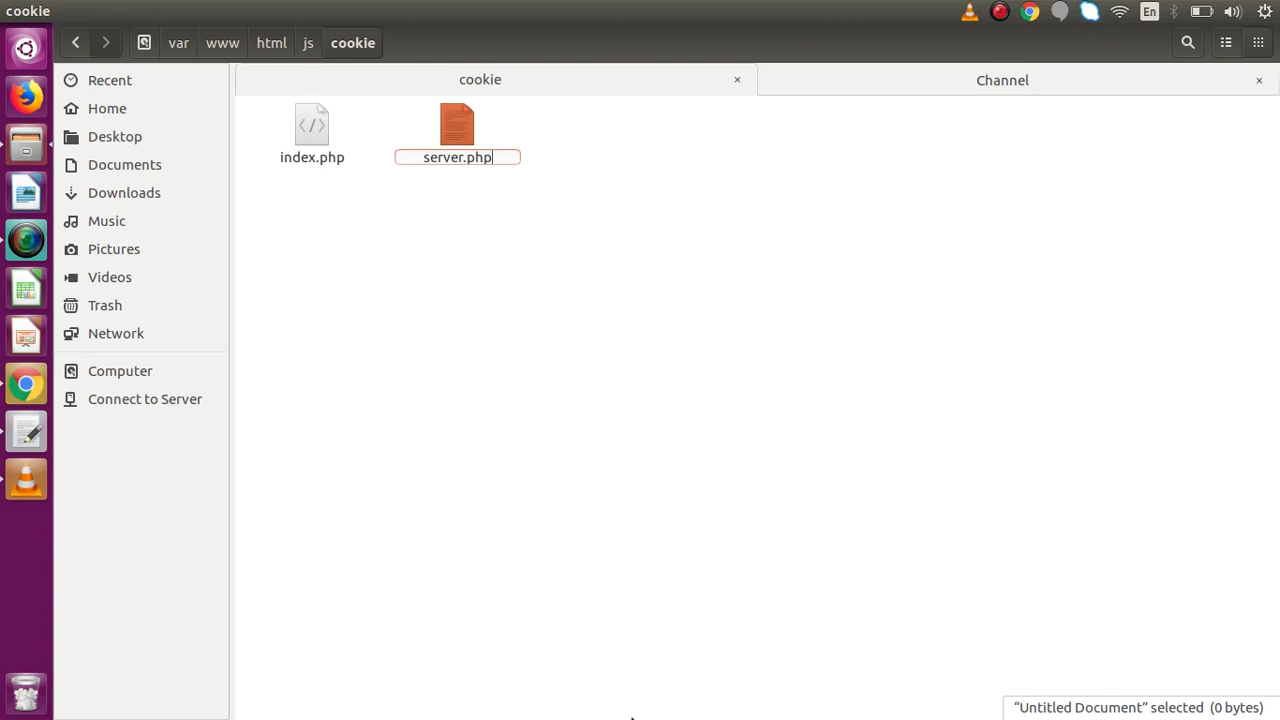 cookie
En
var www html js cookie
cookie × Channel ×
Recent
Home
Desktop
Documents
Downloads
Music
Pictures
Videos
Trash
Network
Computer
Connect to Server
index.php
server.php
“Untitled Document” selected (0 bytes)